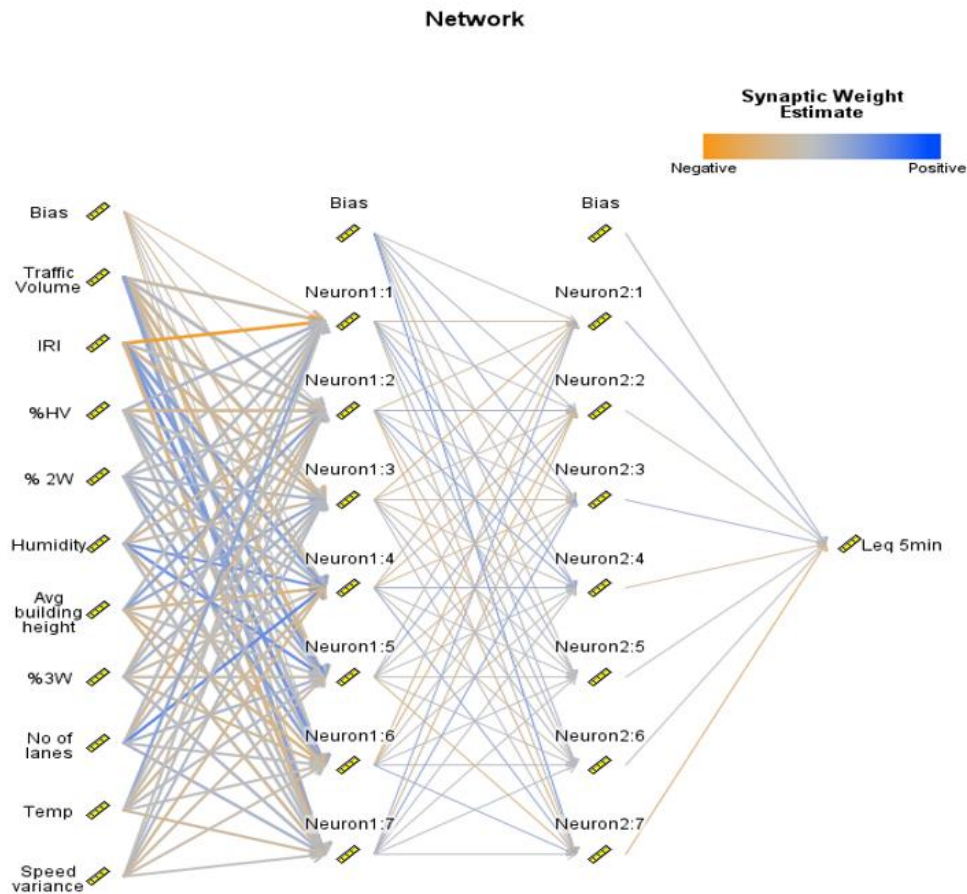 Network
Synaptic Weight
Estimate
Negative
Positive
Bias
Traffic
Volume
IRI
%HV
% 2W
Humidity
Avg
building
height
%3W
No of
lanes
Temp
Speed
variance
Bias
Neuron1:1
Neuron1:2
Neuron1:3
Neuron1:4
Neuron1:5
Neuron1:6
Neuron1:7
Bias
Neuron2:1
Neuron2:2
Neuron2:3
Neuron2:4
Neuron2:5
Neuron2:6
Neuron2:7
Leq 5min